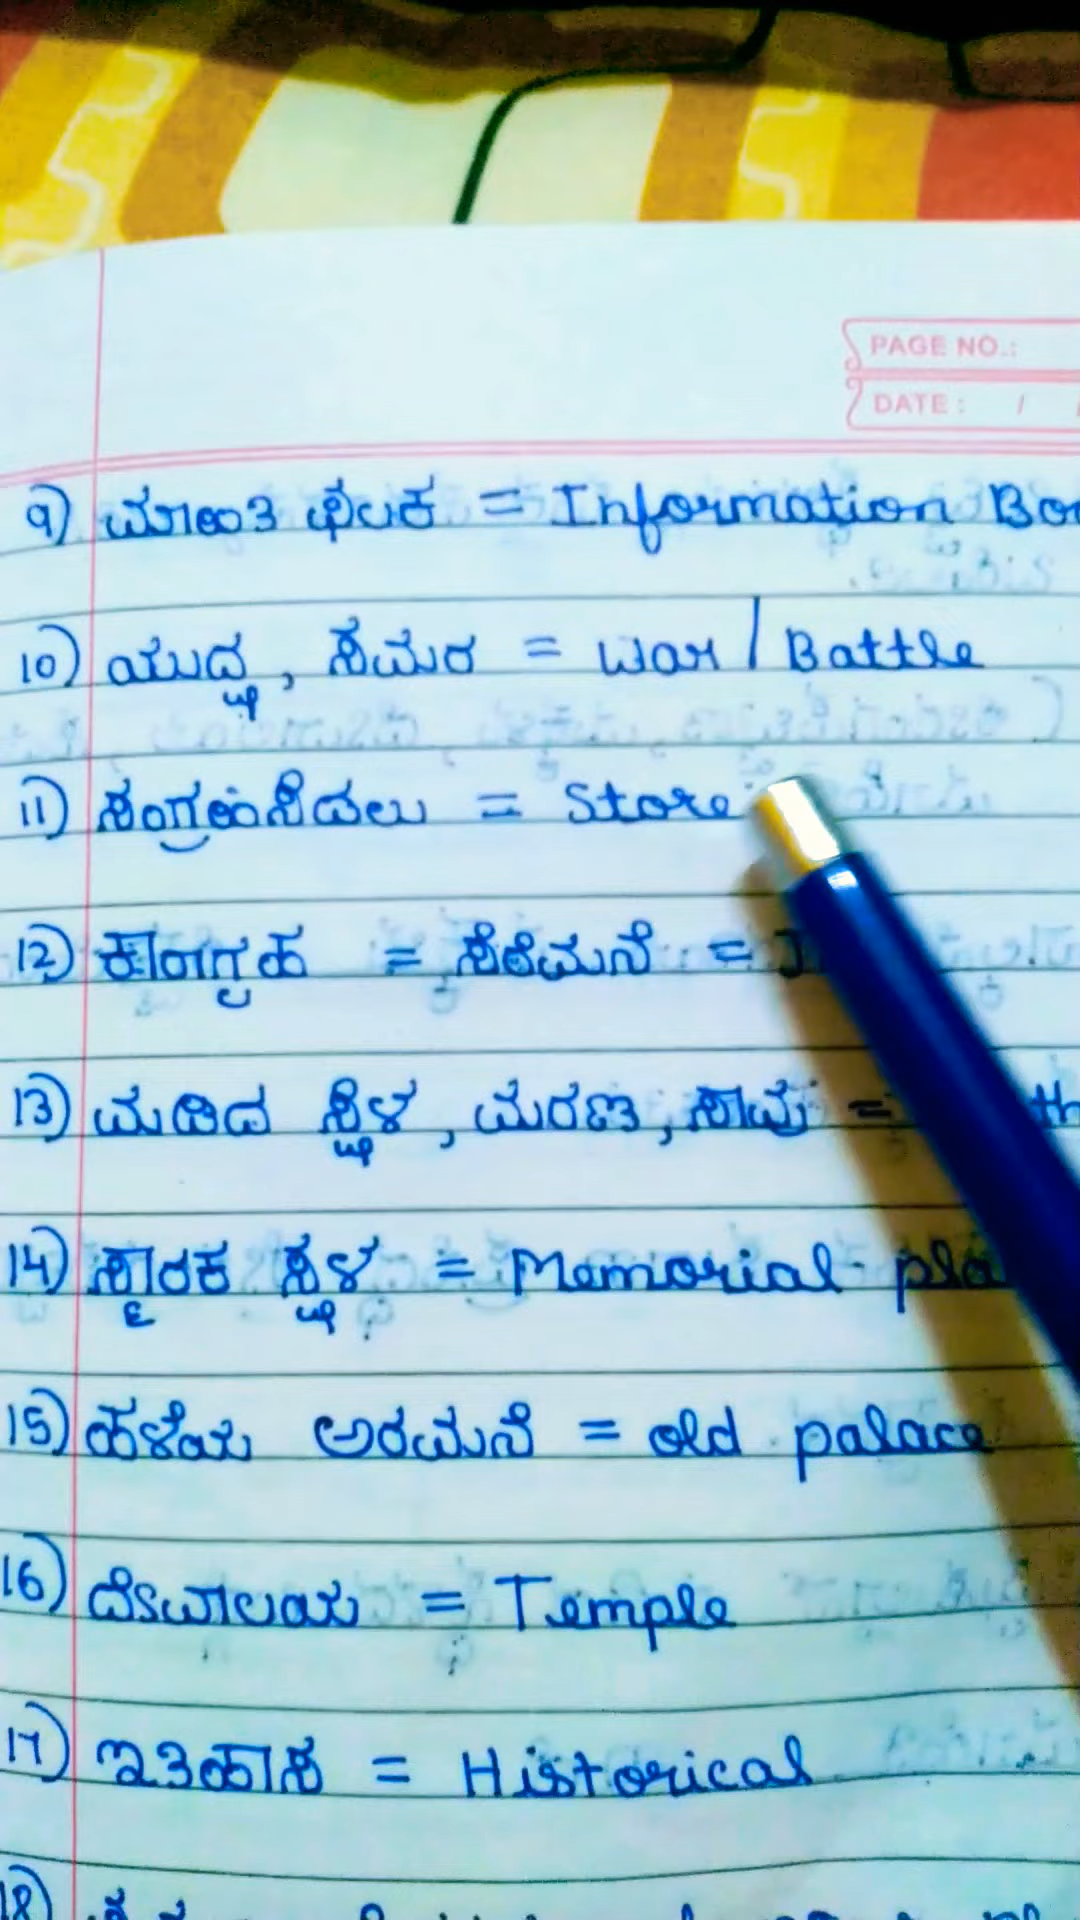 PAGE NO.:
DATE : /
9) ಮಾಹಿತಿ ಫಲಕ = Information
10) ಯುದ್ಧ, ಸಮರ = war / Battle
11) ಸಂಗ್ರಹಿಸಿಡಲು = Store
12) ಕಾರಾಗೃಹ = ಸೆರೆಮನೆ =
13) ಮಡಿದ ಸ್ಥಳ, ಮರಣ, ಸಾವು =
14) ಸ್ಮಾರಕ ಸ್ಥಳ = Memorial
15) ಹಳೆಯ ಅರಮನೆ = old palace
16) ದೇವಾಲಯ = Temple
17) ಇತಿಹಾಸ = Historical
18)